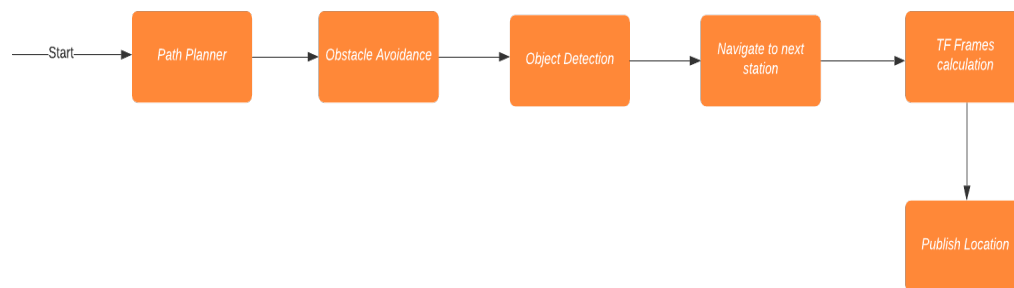 Start
Path Planner
Obstacle Avoidance
Object Detection
Navigate to next
station
TF Frames
calculation
Publish Location